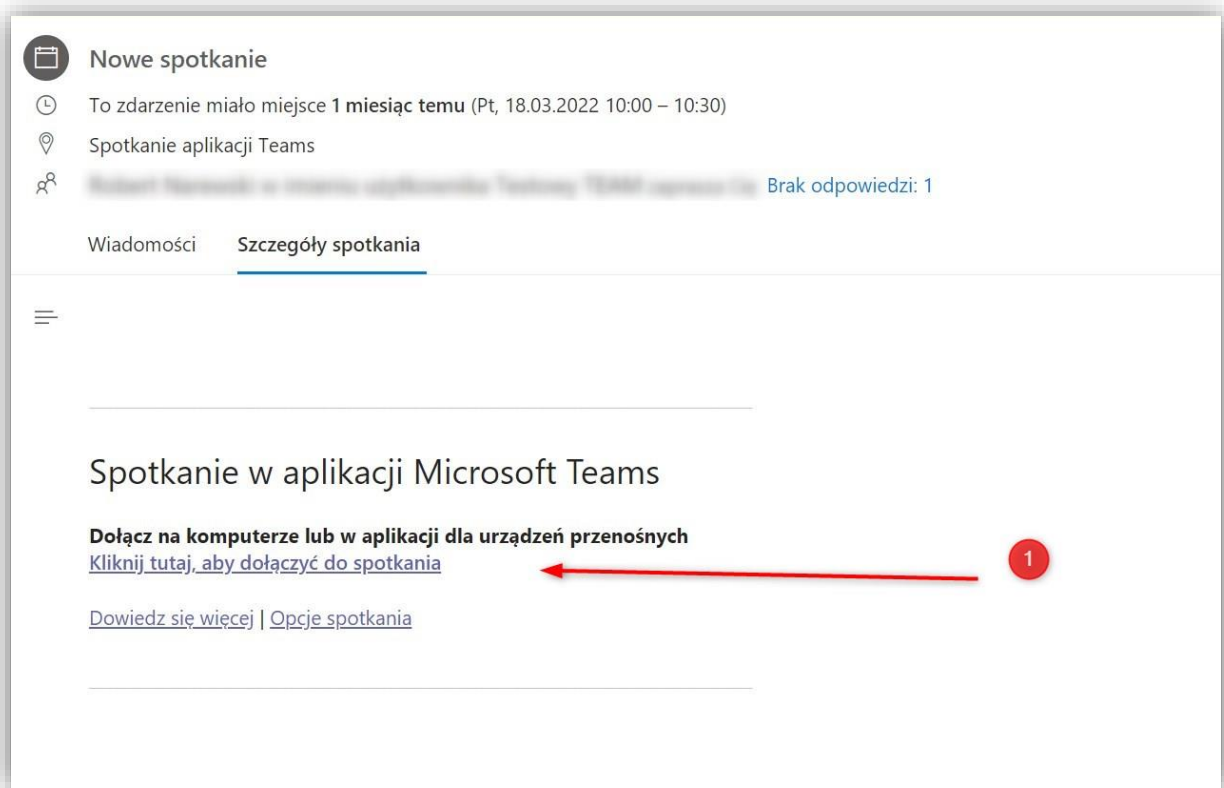 Nowe spotkanie
To zdarzenie miało miejsce 1 miesiąc temu (Pt, 18.03.2022 10:00 – 10:30)
Spotkanie aplikacji Teams
Brak odpowiedzi: 1
Wiadomości Szczegóły spotkania
Spotkanie w aplikacji Microsoft Teams
Dołącz na komputerze lub w aplikacji dla urządzeń przenośnych
Kliknij tutaj, aby dołączyć do spotkania
1
Dowiedz się więcej | Opcje spotkania